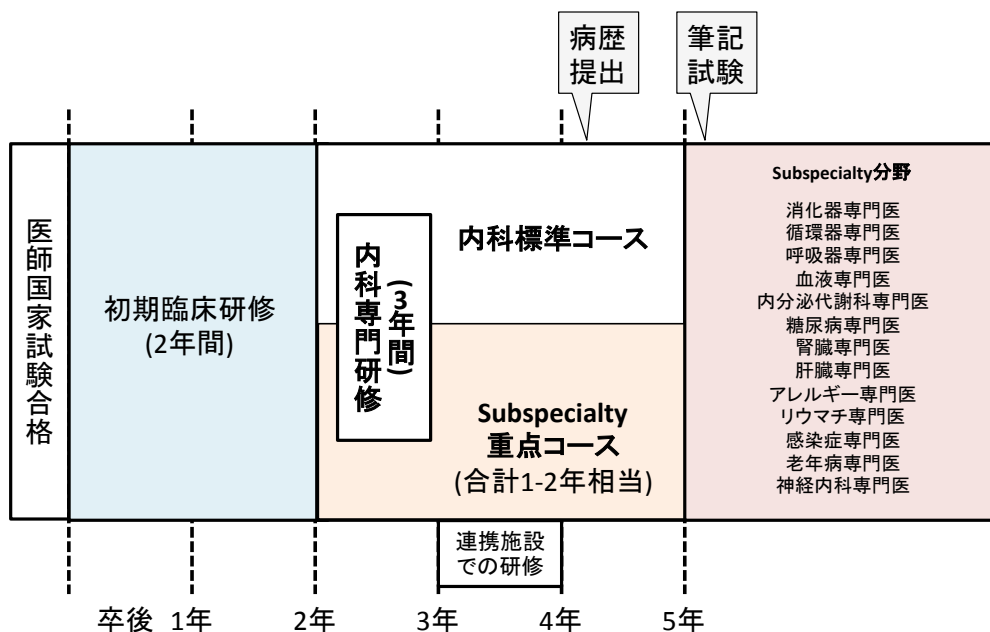 病歴
提出
筆記
試験
医師国家試験合格
初期臨床研修
(2年間)
内科専門研修
(3年間)
内科標準コース
Subspecialty
重点コース
(合計1-2年相当)
Subspecialty分野
消化器専門医
循環器専門医
呼吸器専門医
血液専門医
内分泌代謝科専門医
糖尿病専門医
腎臓専門医
肝臓専門医
アレルギー専門医
リウマチ専門医
感染症専門医
老年病専門医
神経内科専門医
連携施設
での研修
卒後 1年 2年 3年 4年 5年